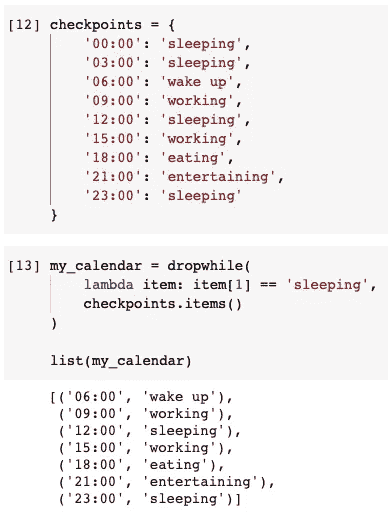 [12] checkpoints = {
'00:00': 'sleeping',
'03:00': 'sleeping',
'06:00': 'wake up',
'09:00': 'working',
'12:00': 'sleeping',
'15:00': 'working',
'18:00': 'eating',
'21:00': 'entertaining',
'23:00': 'sleeping'
}
[13] my_calendar = dropwhile(
lambda item: item[1] == 'sleeping',
checkpoints.items()
)
list(my_calendar)
[('06:00', 'wake up'),
('09:00', 'working'),
('12:00', 'sleeping'),
('15:00', 'working'),
('18:00', 'eating'),
('21:00', 'entertaining'),
('23:00', 'sleeping')]